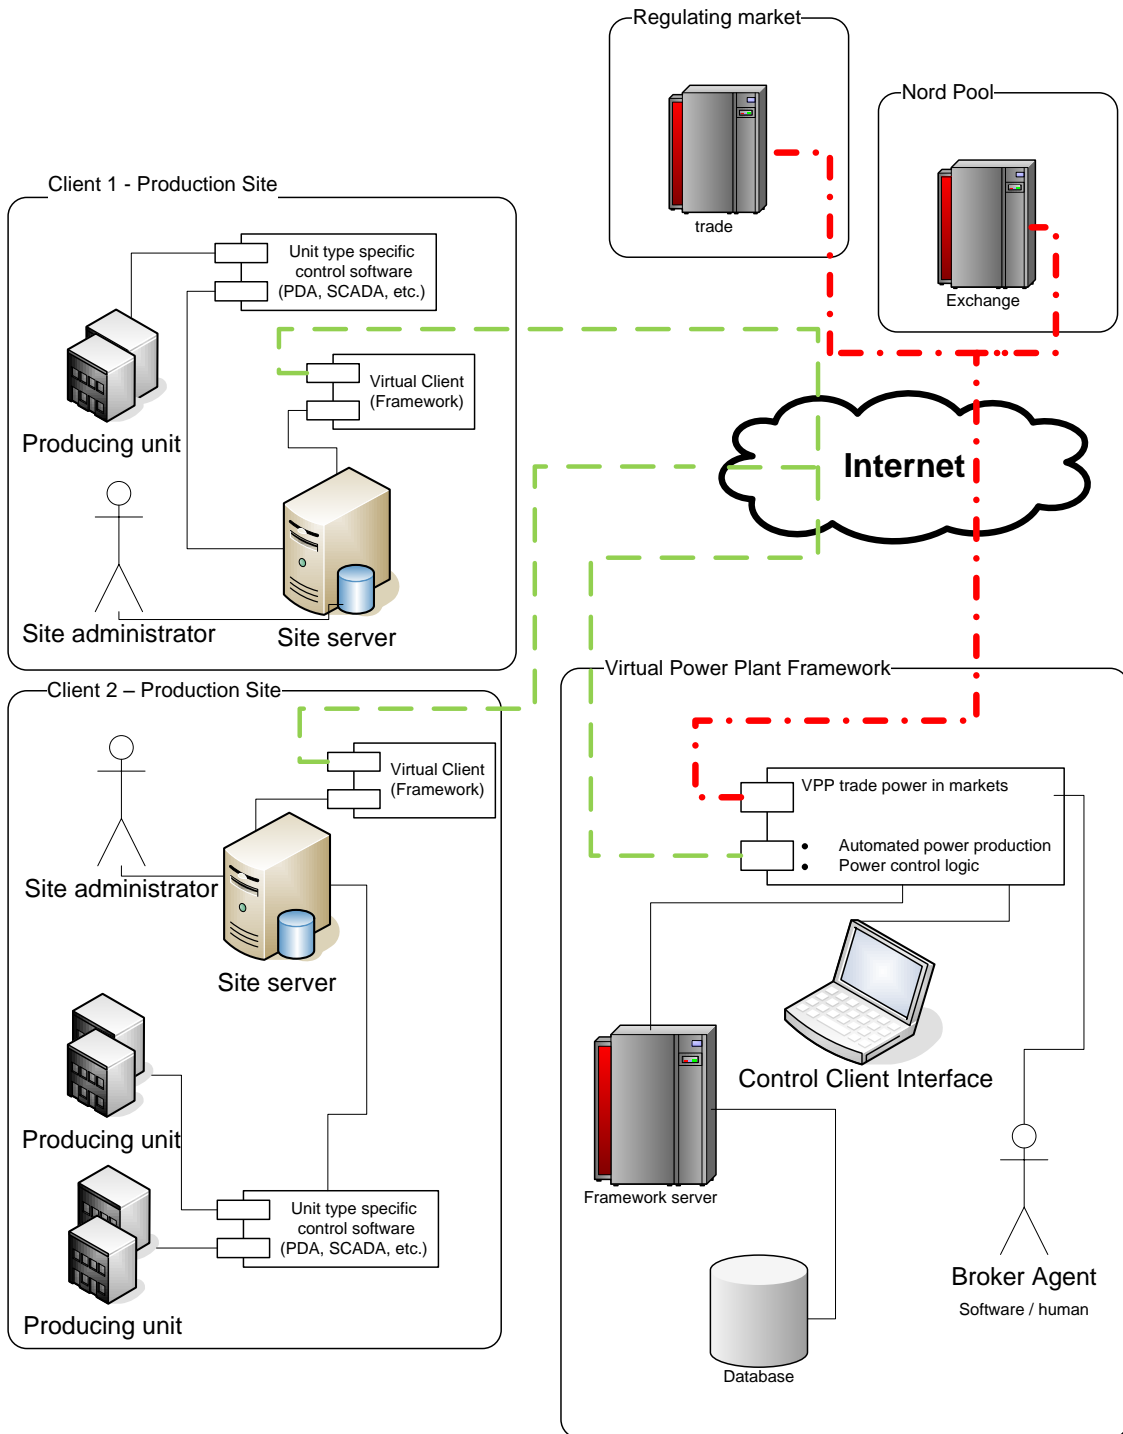 Regulating market
trade
Nord Pool
Exchange
Client 1 - Production Site
Unit type specific
control software
(PDA, SCADA, etc.)
Virtual Client
(Framework)
Producing unit
Site administrator
Site server
Internet
Client 2 – Production Site
Virtual Client
(Framework)
Site administrator
Site server
Producing unit
Unit type specific
control software
(PDA, SCADA, etc.)
Producing unit
Virtual Power Plant Framework
VPP trade power in markets
• Automated power production
• Power control logic
Control Client Interface
Framework server
Broker Agent
Software / human
Database